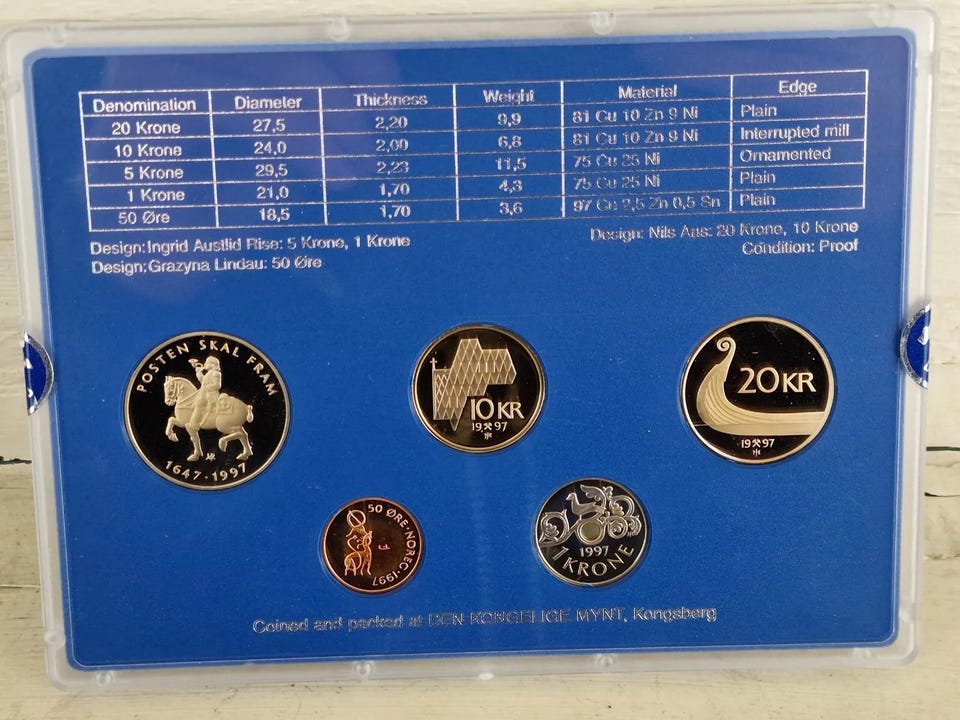 Denomination Diameter Thickness Weight Material Edge
20 Krone 27,5 2,20 9,9 81 Cu 10 Zn 9 Ni Plain
10 Krone 24,0 2,00 6,8 81 Cu 10 Zn 9 Ni Interrupted mill
5 Krone 29,5 2,23 11,5 75 Cu 25 Ni Ornamented
1 Krone 21,0 1,70 4,3 75 Cu 25 Ni Plain
50 Øre 18,5 1,70 3,6 97 Cu 2,5 Zn 0,5 Sn Plain
Design: Ingrid Austlid Rise: 5 Krone, 1 Krone
Design: Grazyna Lindau: 50 Øre
Design: Nils Aas: 20 Krone, 10 Krone
Condition: Proof
POSTEN SKAL FRAM
1647·1997
10 KR
19 97
20 KR
19 97
50 ØRE·NOREG·1997
1997
1 KRONE
Coined and packed at DEN KONGELIGE MYNT, Kongsberg